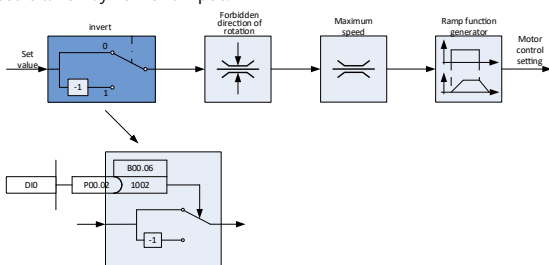 invert
Forbidden
direction of
rotation
Maximum
speed
Ramp function
generator
Set
value
0
-1
1
Motor
control
setting
B00.06
DI0
P00.02
1002
-1